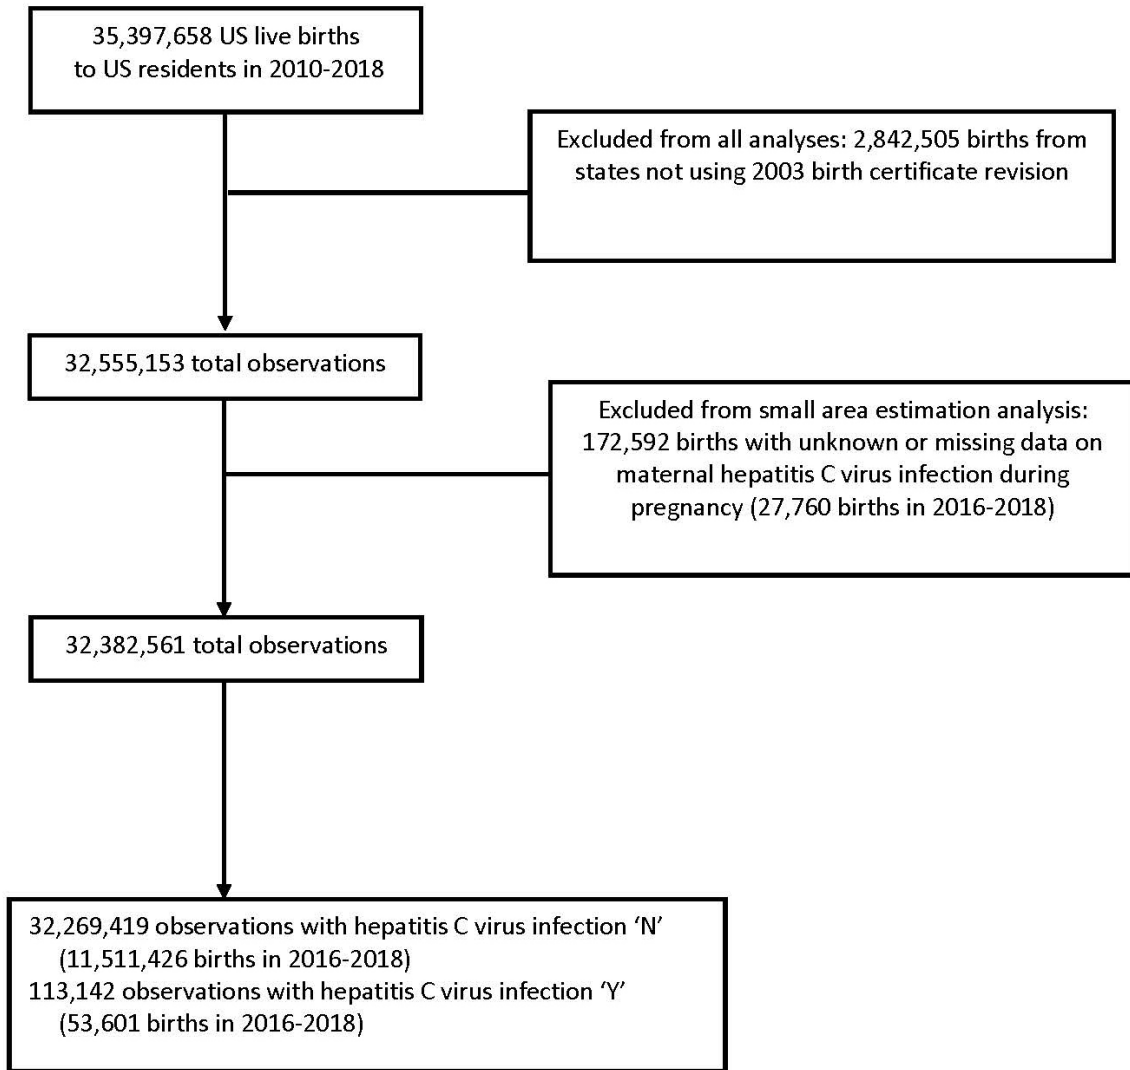 35,397,658 US live births
to US residents in 2010-2018
Excluded from all analyses: 2,842,505 births from
states not using 2003 birth certificate revision
32,555,153 total observations
Excluded from small area estimation analysis:
172,592 births with unknown or missing data on
maternal hepatitis C virus infection during
pregnancy (27,760 births in 2016-2018)
32,382,561 total observations
32,269,419 observations with hepatitis C virus infection ‘N’
(11,511,426 births in 2016-2018)
113,142 observations with hepatitis C virus infection ‘Y’
(53,601 births in 2016-2018)